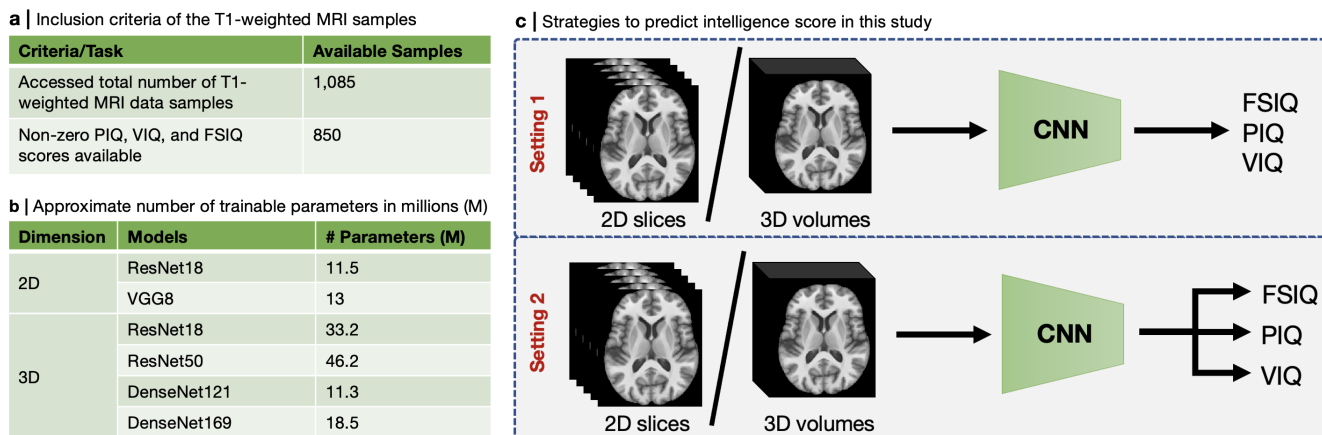 a | Inclusion criteria of the T1-weighted MRI samples
Criteria/Task Available Samples
Accessed total number of T1-
weighted MRI data samples
1,085
Non-zero PIQ, VIQ, and FSIQ
scores available
850
b | Approximate number of trainable parameters in millions (M)
Dimension Models # Parameters (M)
2D
ResNet18 11.5
VGG8 13
3D
ResNet18 33.2
ResNet50 46.2
DenseNet121 11.3
DenseNet169 18.5
c | Strategies to predict intelligence score in this study
Setting 1
2D slices
3D volumes
CNN
FSIQ
PIQ
VIQ
Setting 2
2D slices
3D volumes
CNN
FSIQ
PIQ
VIQ